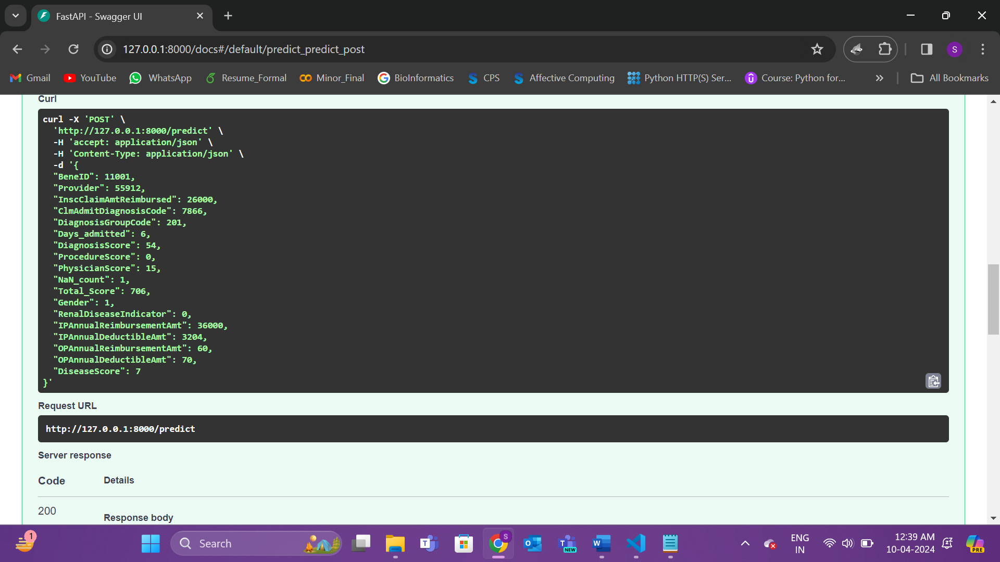 FastAPI - Swagger UI
127.0.0.1:8000/docs#/default/predict_predict_post
S
Gmail
YouTube
WhatsApp
Resume_Formal
Minor_Final
BioInformatics
CPS
Affective Computing
Python HTTP(S) Ser...
Course: Python for...
All Bookmarks
Curl
curl -X 'POST' \
'http://127.0.0.1:8000/predict' \
-H 'accept: application/json' \
-H 'Content-Type: application/json' \
-d '{
"BeneID": 11001,
"Provider": 55912,
"InscClaimAmtReimbursed": 26000,
"ClmAdmitDiagnosisCode": 7866,
"DiagnosisGroupCode": 201,
"Days_admitted": 6,
"DiagnosisScore": 54,
"ProcedureScore": 0,
"PhysicianScore": 15,
"NaN_count": 1,
"Total_Score": 706,
"Gender": 1,
"RenalDiseaseIndicator": 0,
"IPAnnualReimbursementAmt": 36000,
"IPAnnualDeductibleAmt": 3204,
"OPAnnualReimbursementAmt": 60,
"OPAnnualDeductibleAmt": 70,
"DiseaseScore": 7
}'
Request URL
http://127.0.0.1:8000/predict
Server response
Code Details
200
Response body
1
Search
S
NEW
ENG
IN
12:39 AM
10-04-2024
PRE